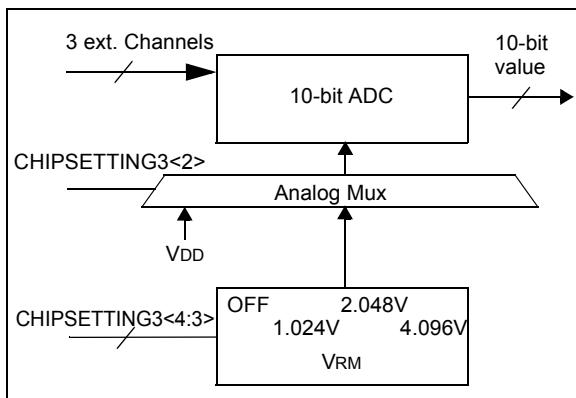 3 ext. Channels
10-bit
value
10-bit ADC
CHIPSETTING3<2>
Analog Mux
VDD
CHIPSETTING3<4:3>
OFF 2.048V
1.024V 4.096V
VRM